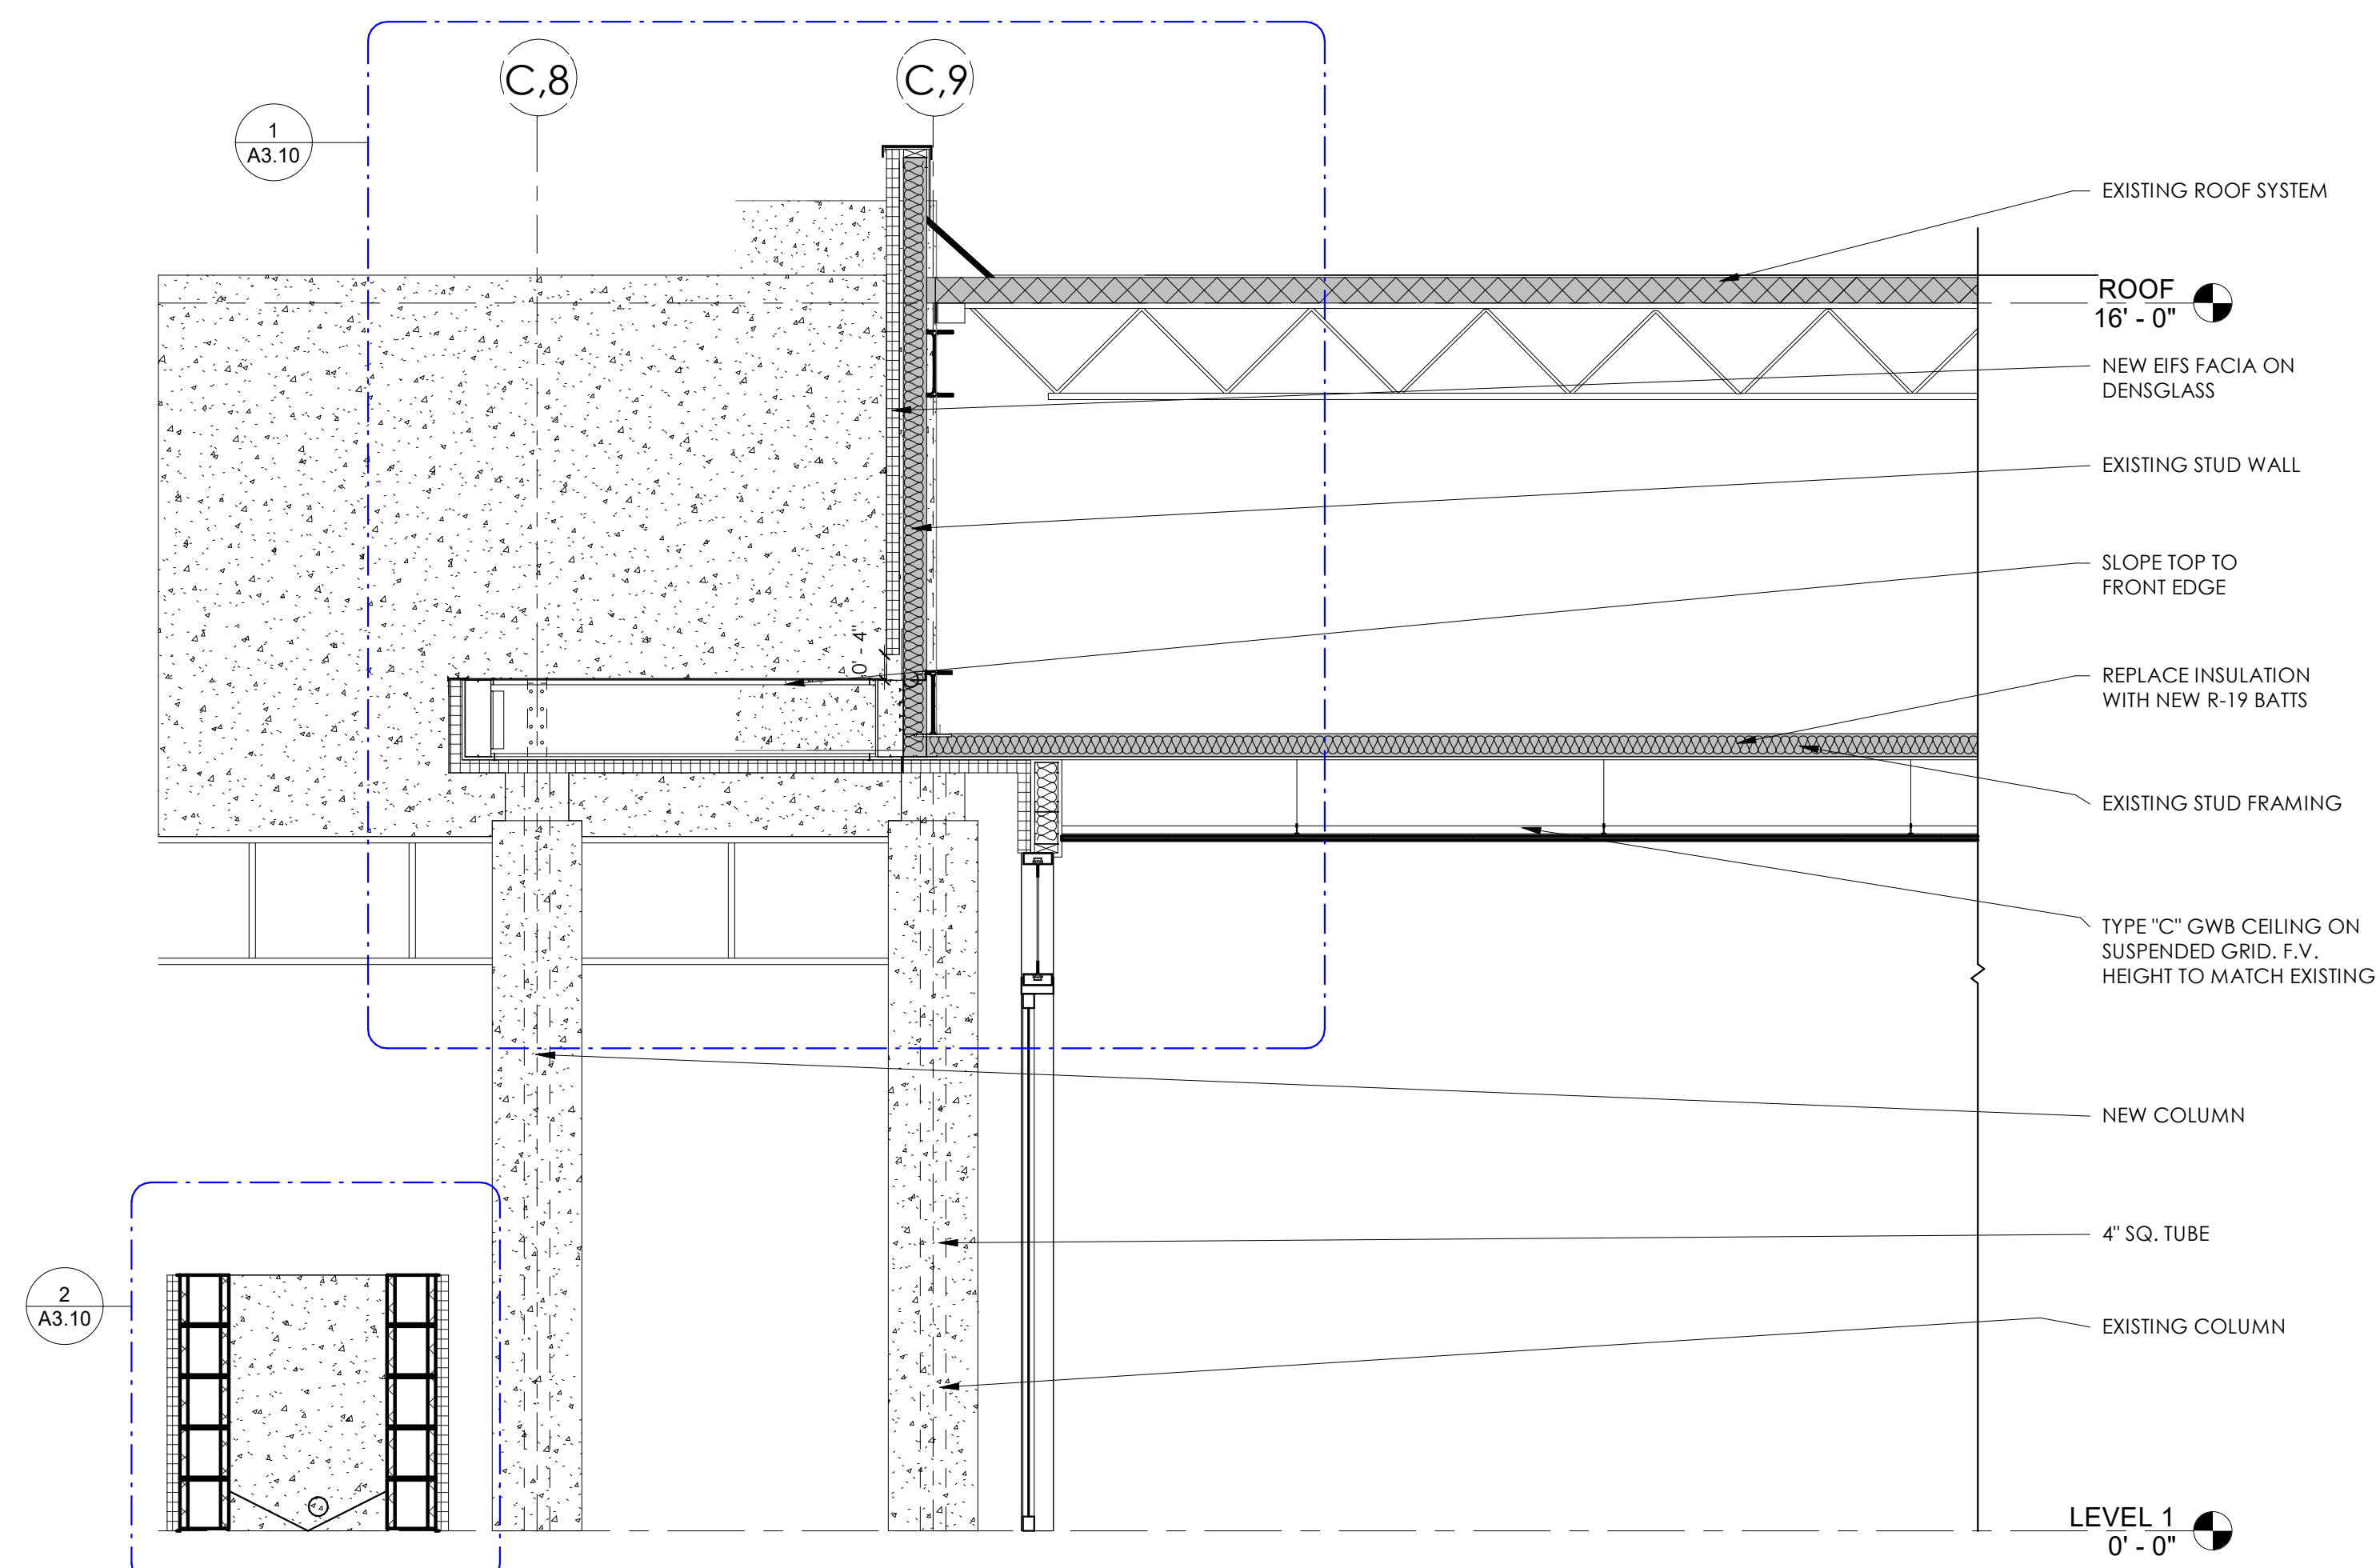 C,8
C,9
1
A3.10
EXISTING ROOF SYSTEM
ROOF
16' - 0"
NEW EIFS FACIA ON
DENSGLASS
EXISTING STUD WALL
SLOPE TOP TO
FRONT EDGE
0' - 4"
REPLACE INSULATION
WITH NEW R-19 BATTS
EXISTING STUD FRAMING
TYPE "C" GWB CEILING ON
SUSPENDED GRID. F.V.
HEIGHT TO MATCH EXISTING
NEW COLUMN
4" SQ. TUBE
2
A3.10
EXISTING COLUMN
LEVEL 1
0' - 0"